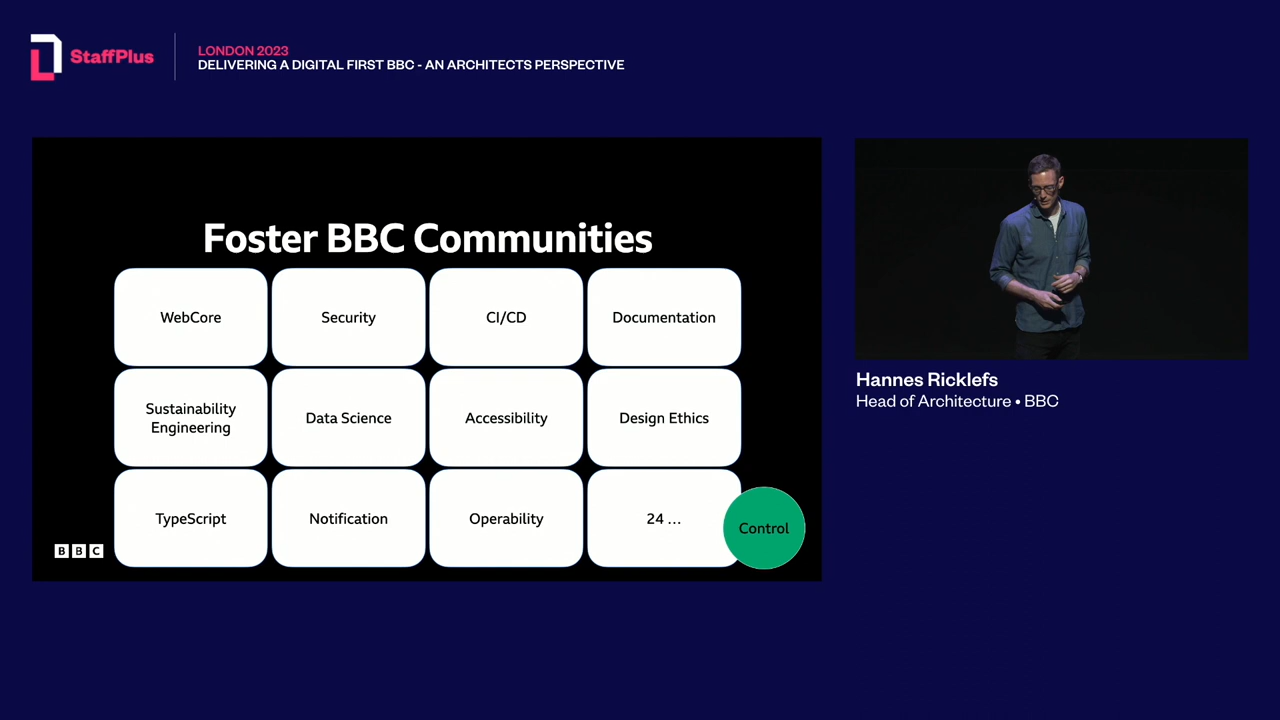 StaffPlus
LONDON 2023
DELIVERING A DIGITAL FIRST BBC - AN ARCHITECTS PERSPECTIVE
Foster BBC Communities
WebCore
Security
CI/CD
Documentation
Sustainability
Engineering
Data Science
Accessibility
Design Ethics
TypeScript
Notification
Operability
24 ...
Control
BBC
Hannes Ricklefs
Head of Architecture • BBC